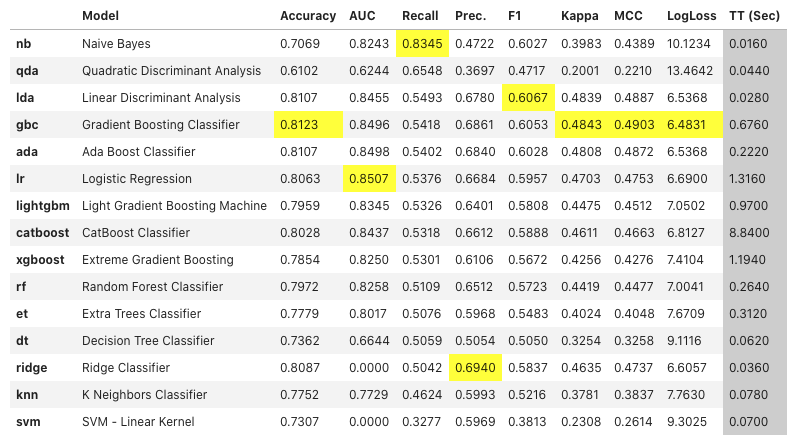 Model Accuracy AUC Recall Prec. F1 Kappa MCC LogLoss TT (Sec)
nb Naive Bayes 0.7069 0.8243 0.8345 0.4722 0.6027 0.3983 0.4389 10.1234 0.0160
qda Quadratic Discriminant Analysis 0.6102 0.6244 0.6548 0.3697 0.4717 0.2001 0.2210 13.4642 0.0440
lda Linear Discriminant Analysis 0.8107 0.8455 0.5493 0.6780 0.6067 0.4839 0.4887 6.5368 0.0280
gbc Gradient Boosting Classifier 0.8123 0.8496 0.5418 0.6861 0.6053 0.4843 0.4903 6.4831 0.6760
ada Ada Boost Classifier 0.8107 0.8498 0.5402 0.6840 0.6028 0.4808 0.4872 6.5368 0.2220
lr Logistic Regression 0.8063 0.8507 0.5376 0.6684 0.5957 0.4703 0.4753 6.6900 1.3160
lightgbm Light Gradient Boosting Machine 0.7959 0.8345 0.5326 0.6401 0.5808 0.4475 0.4512 7.0502 0.9700
catboost CatBoost Classifier 0.8028 0.8437 0.5318 0.6612 0.5888 0.4611 0.4663 6.8127 8.8400
xgboost Extreme Gradient Boosting 0.7854 0.8250 0.5301 0.6106 0.5672 0.4256 0.4276 7.4104 1.1940
rf Random Forest Classifier 0.7972 0.8258 0.5109 0.6512 0.5723 0.4419 0.4477 7.0041 0.2640
et Extra Trees Classifier 0.7779 0.8017 0.5076 0.5968 0.5483 0.4024 0.4048 7.6709 0.3120
dt Decision Tree Classifier 0.7362 0.6644 0.5059 0.5054 0.5050 0.3254 0.3258 9.1116 0.0620
ridge Ridge Classifier 0.8087 0.0000 0.5042 0.6940 0.5837 0.4635 0.4737 6.6057 0.0360
knn K Neighbors Classifier 0.7752 0.7729 0.4624 0.5993 0.5216 0.3781 0.3837 7.7630 0.0780
svm SVM - Linear Kernel 0.7307 0.0000 0.3277 0.5969 0.3813 0.2308 0.2614 9.3025 0.0700